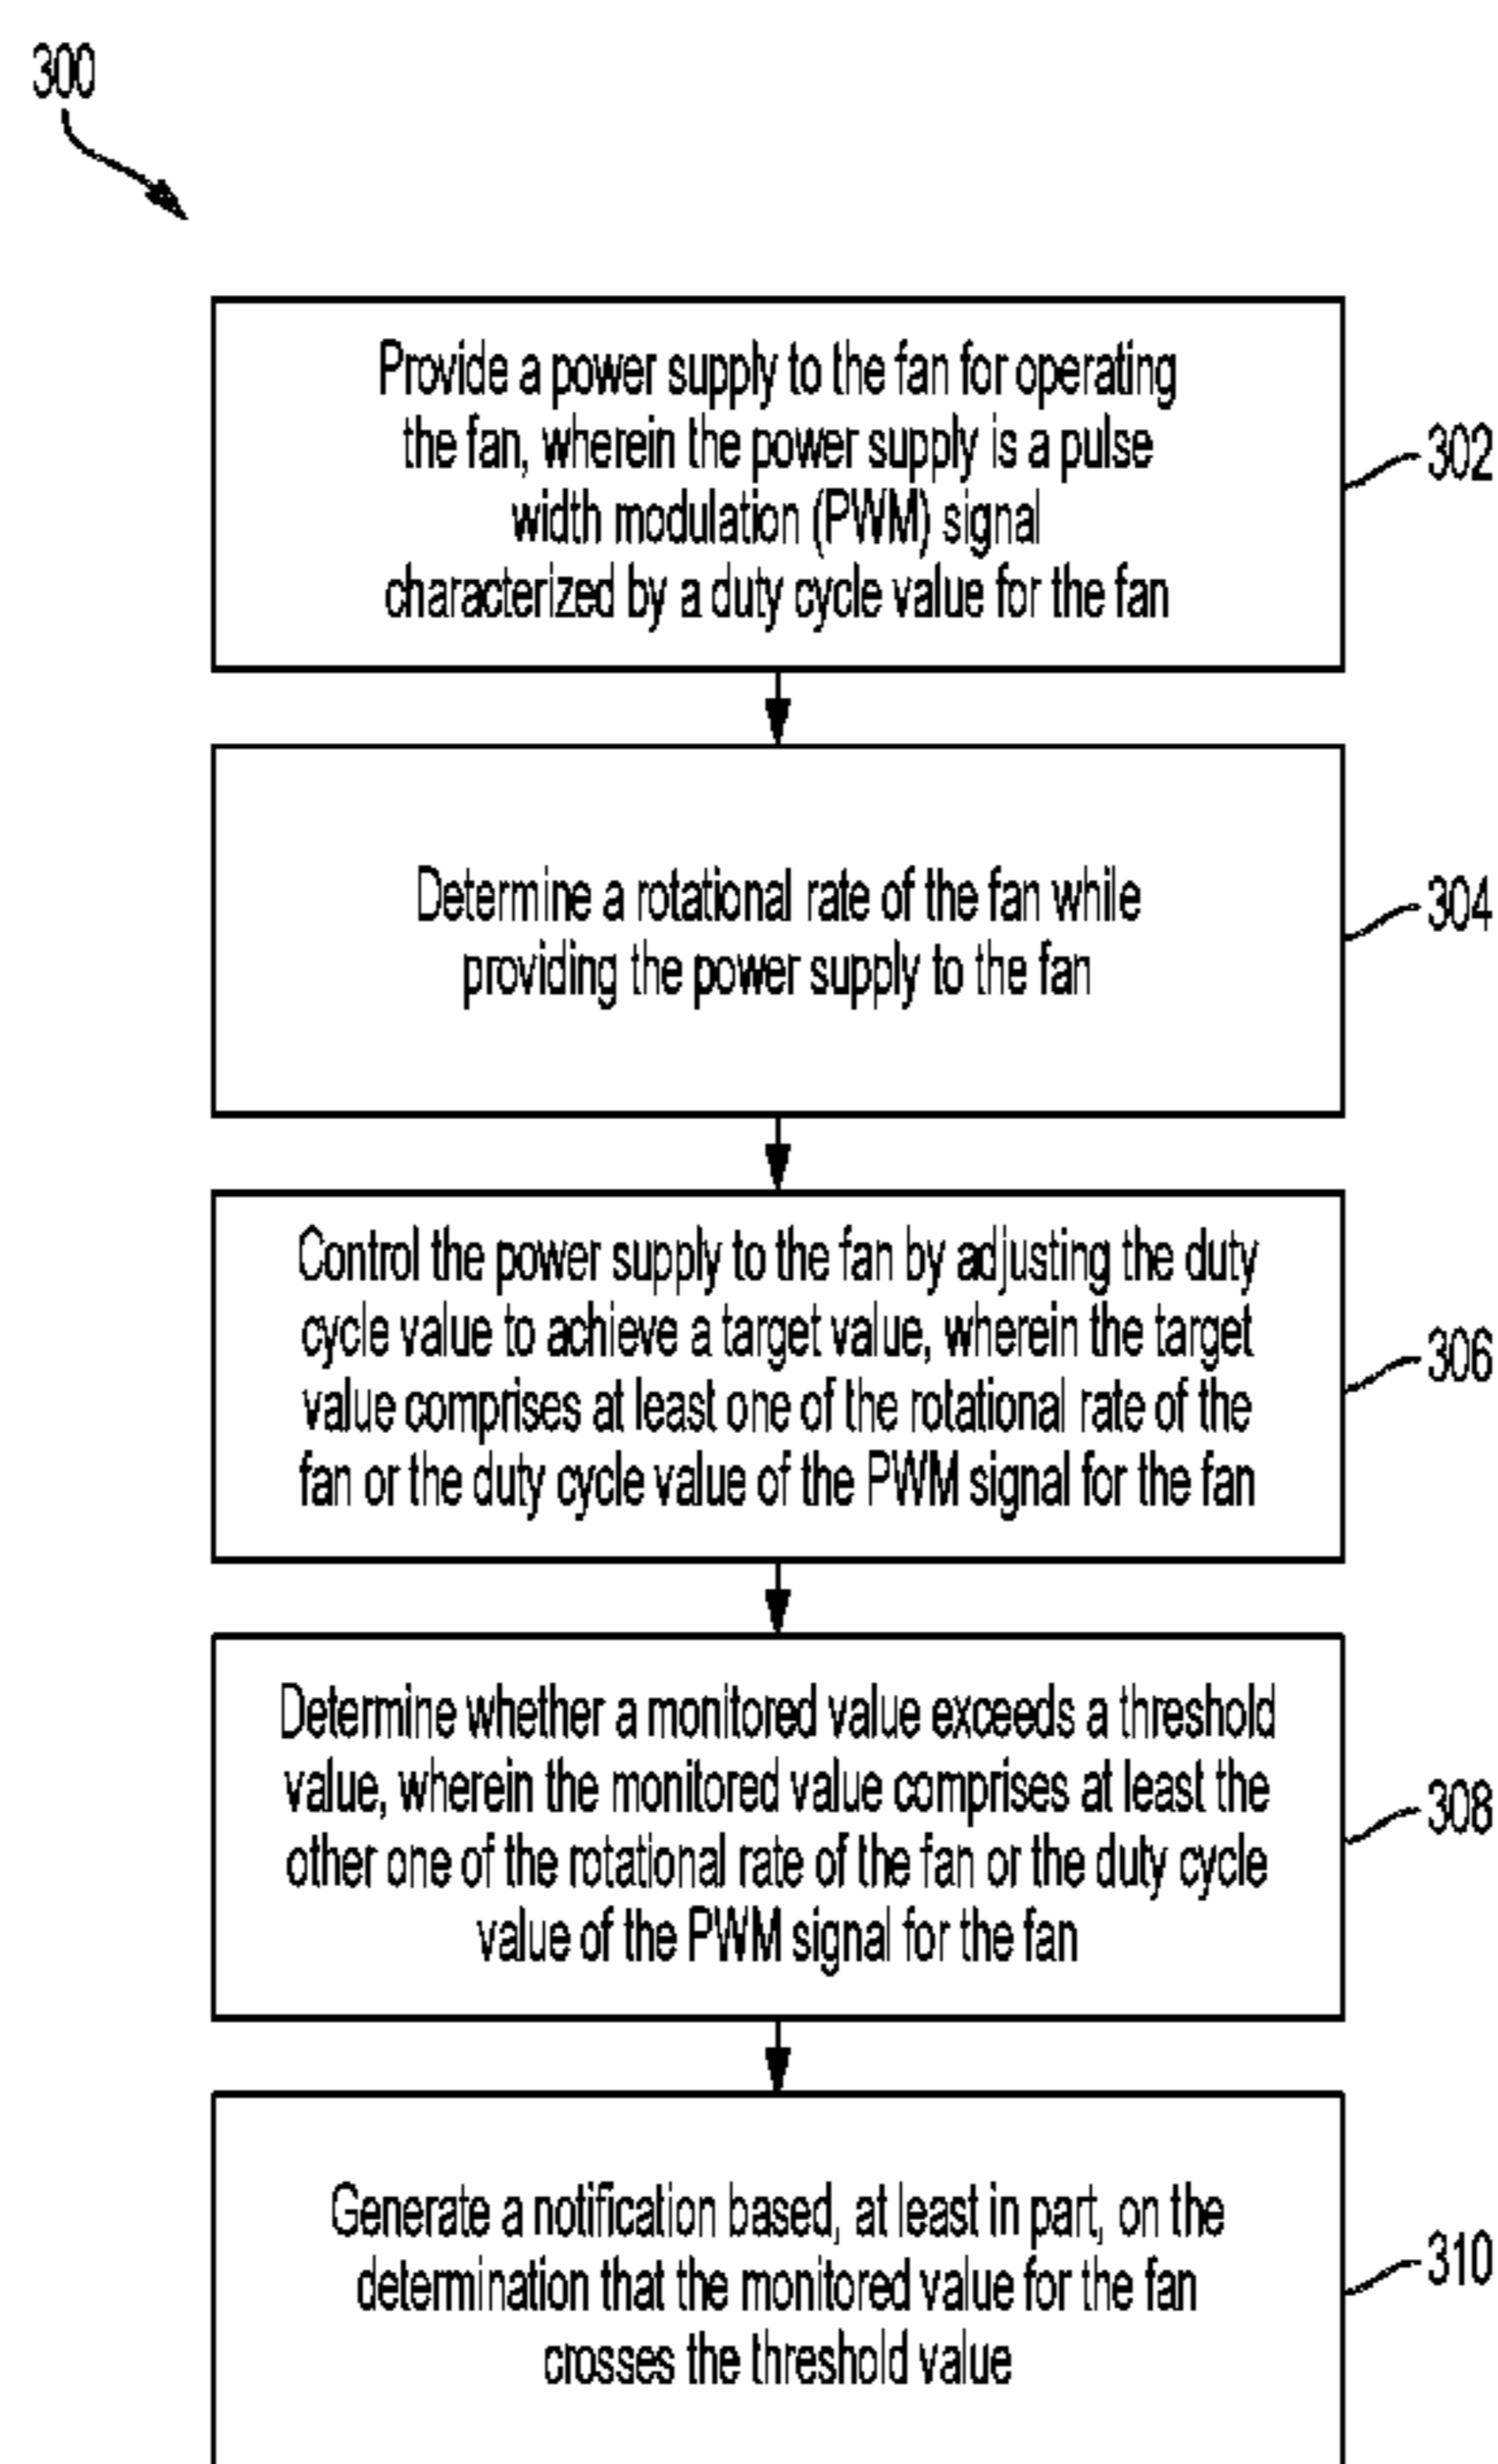 300
Provide a power supply to the fan for operating
the fan, wherein the power supply is a pulse
width modulation (PWM) signal
characterized by a duty cycle value for the fan
302
Determine a rotational rate of the fan while
providing the power supply to the fan
304
Control the power supply to the fan by adjusting the duty
cycle value to achieve a target value, wherein the target
value comprises at least one of the rotational rate of the
fan or the duty cycle value of the PWM signal for the fan
306
Determine whether a monitored value exceeds a threshold
value, wherein the monitored value comprises at least the
other one of the rotational rate of the fan or the duty cycle
value of the PWM signal for the fan
308
Generate a notification based, at least in part, on the
determination that the monitored value for the fan
crosses the threshold value
310